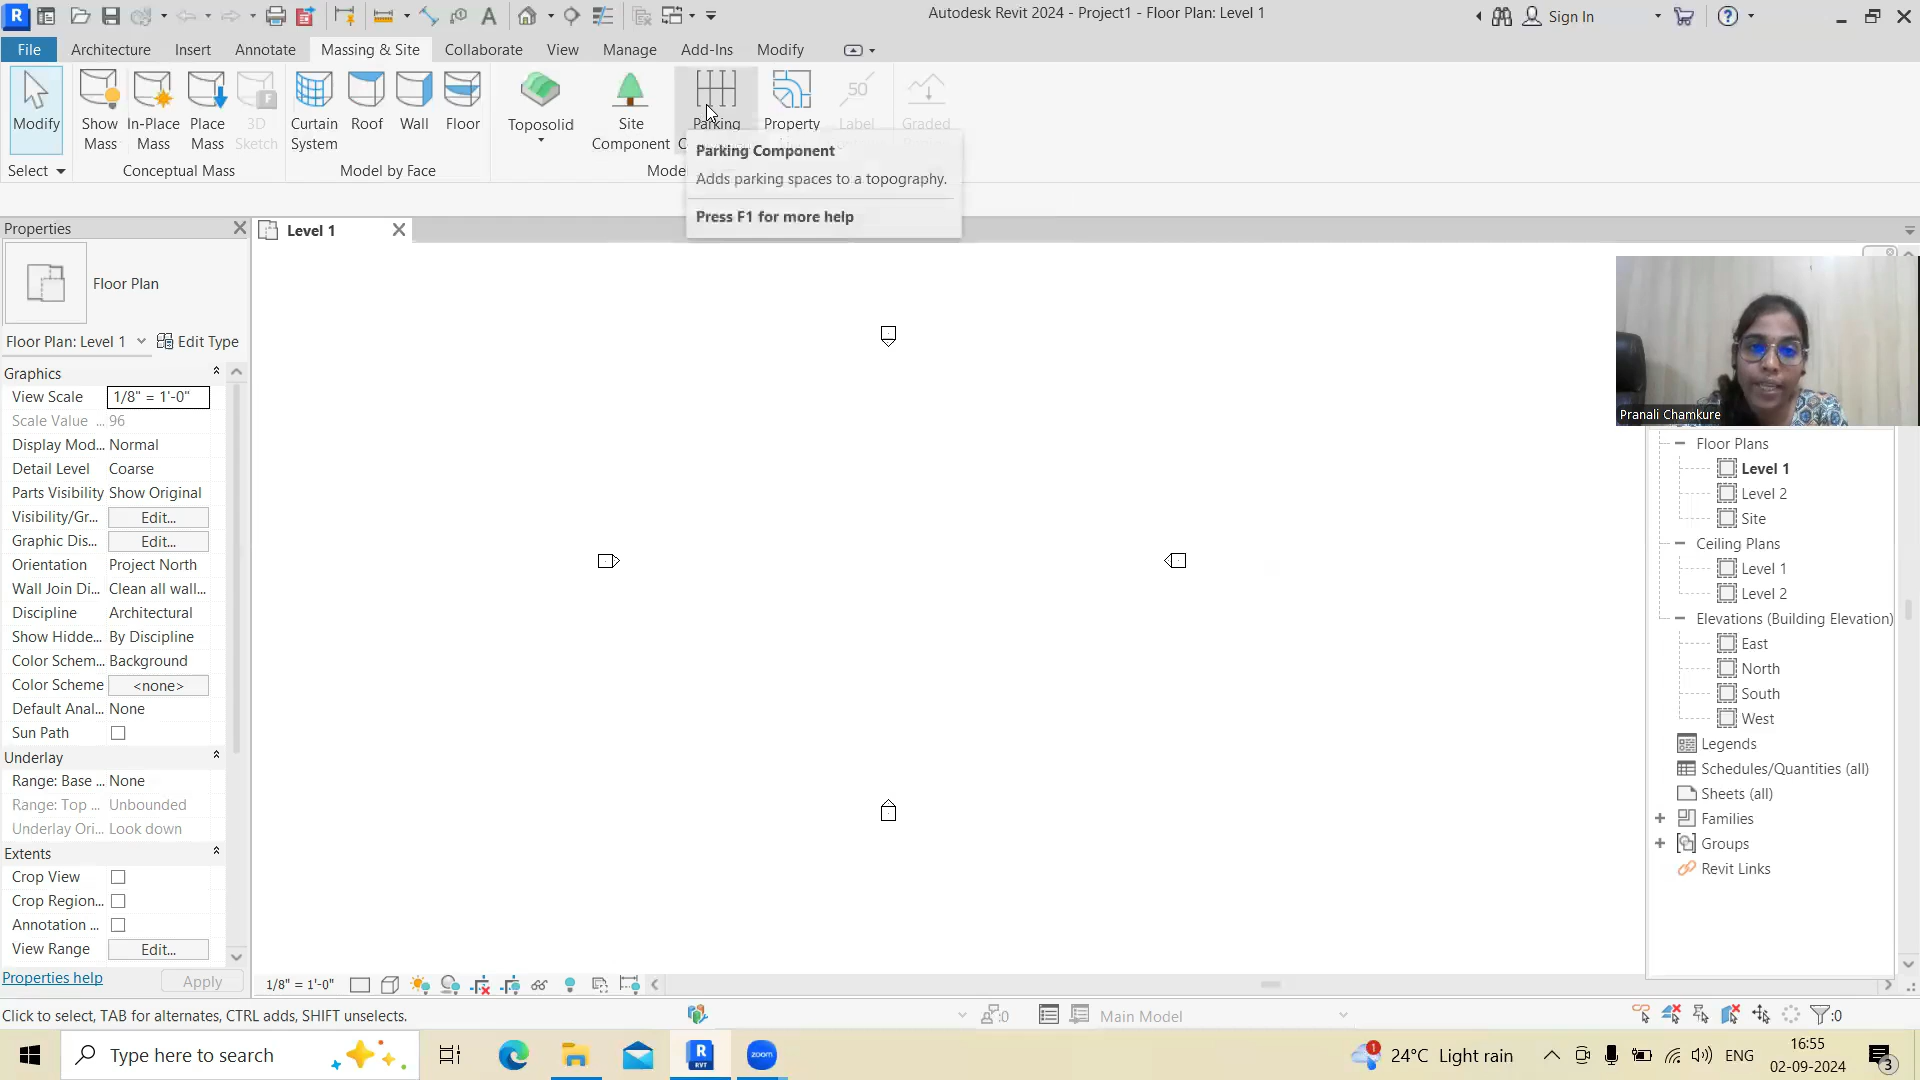 Autodesk Revit 2024 - Project1 - Floor Plan: Level 1
Sign In
File
Architecture
Insert
Annotate
Massing & Site
Collaborate
View
Manage
Add-Ins
Modify
Modify
Show Mass
In-Place Mass
Place Mass
3D Sketch
Curtain System
Roof
Wall
Floor
Toposolid
Site Component
Parking
Property
Label
Graded
Select
Conceptual Mass
Model by Face
Parking Component
Adds parking spaces to a topography.
Press F1 for more help
Properties
Level 1
Floor Plan
Floor Plan: Level 1
Edit Type
Graphics
View Scale 1/8" = 1'-0"
Scale Value ... 96
Display Mod... Normal
Detail Level Coarse
Parts Visibility Show Original
Visibility/Gr... Edit...
Graphic Dis... Edit...
Orientation Project North
Wall Join Di... Clean all wall...
Discipline Architectural
Show Hidde... By Discipline
Color Schem... Background
Color Scheme <none>
Default Anal... None
Sun Path
Underlay
Range: Base ... None
Range: Top ... Unbounded
Underlay Ori... Look down
Extents
Crop View
Crop Region...
Annotation ...
View Range Edit...
Properties help
Apply
Pranali Chamkure
Floor Plans
Level 1
Level 2
Site
Ceiling Plans
Level 1
Level 2
Elevations (Building Elevation)
East
North
South
West
Legends
Schedules/Quantities (all)
Sheets (all)
Families
Groups
Revit Links
1/8" = 1'-0"
Click to select, TAB for alternates, CTRL adds, SHIFT unselects.
:0
Main Model
:0
Type here to search
zoom
24°C Light rain
ENG
16:55
02-09-2024
3